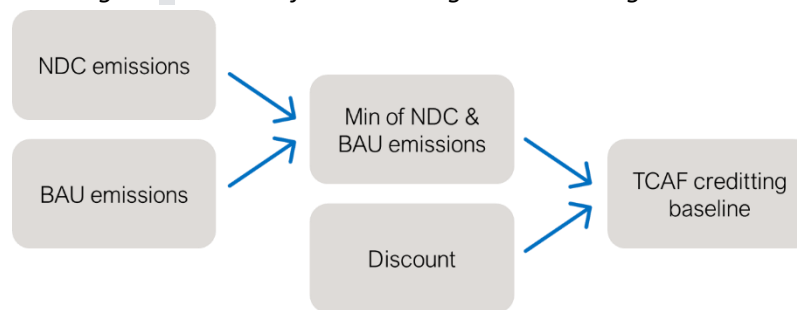 NDC emissions
BAU emissions
Min of NDC &
BAU emissions
Discount
TCAF creditting
baseline